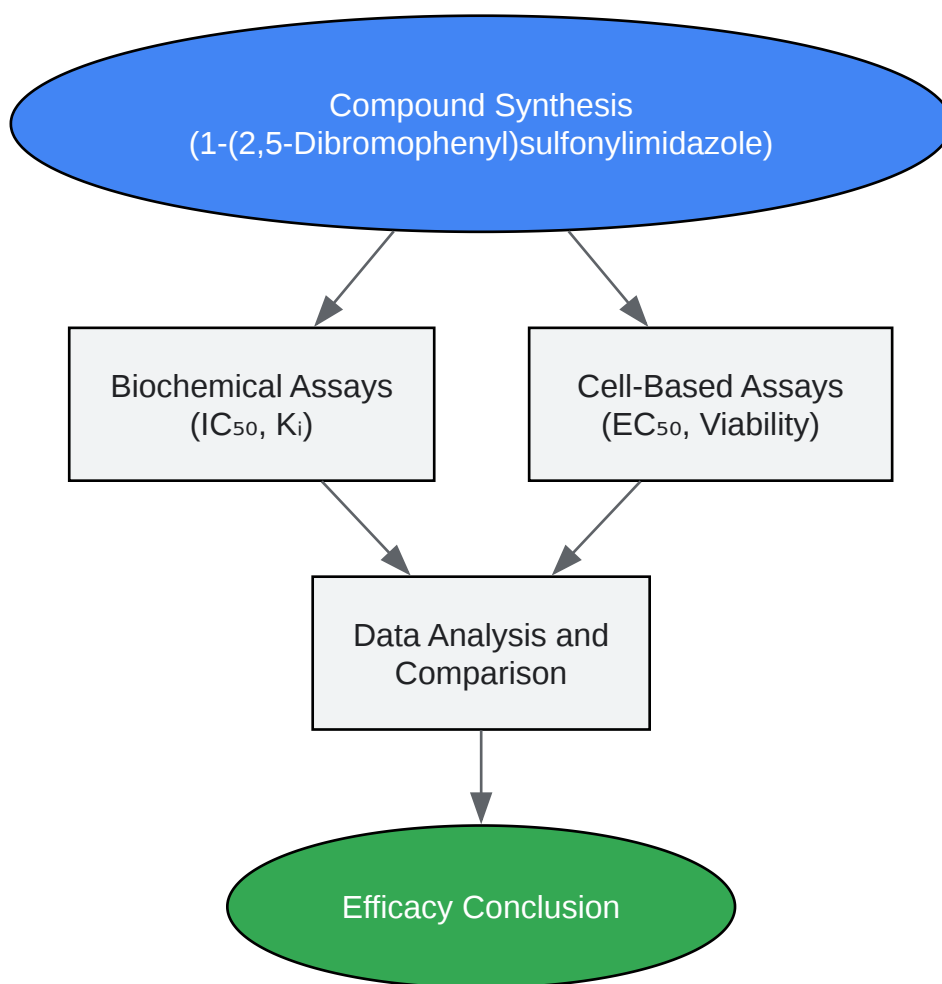 Compound Synthesis
(1-(2,5-Dibromophenyl)sulfonylimidazole)
Biochemical Assays
(IC₅₀, Kᵢ)
Cell-Based Assays
(EC₅₀, Viability)
Data Analysis and
Comparison
Efficacy Conclusion